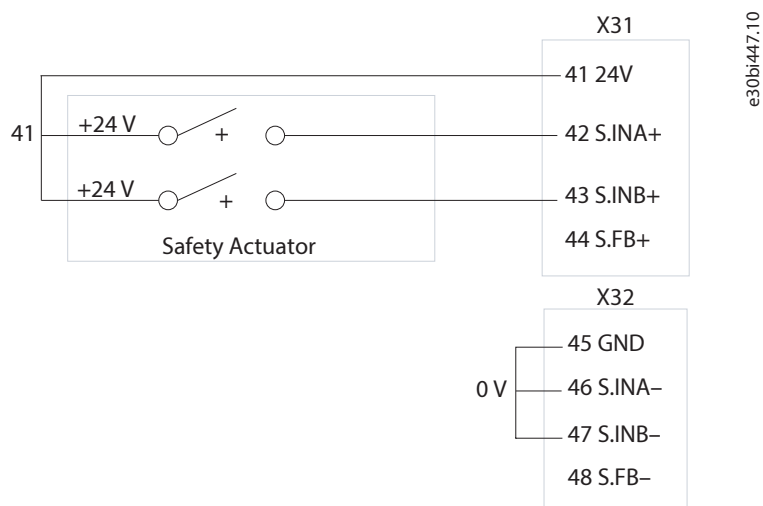 X31
e30bi447.10
41 24V
41
+24 V
+
42 S.INA+
+24 V
+
43 S.INB+
44 S.FB+
Safety Actuator
X32
45 GND
0 V
46 S.INA–
47 S.INB–
48 S.FB–